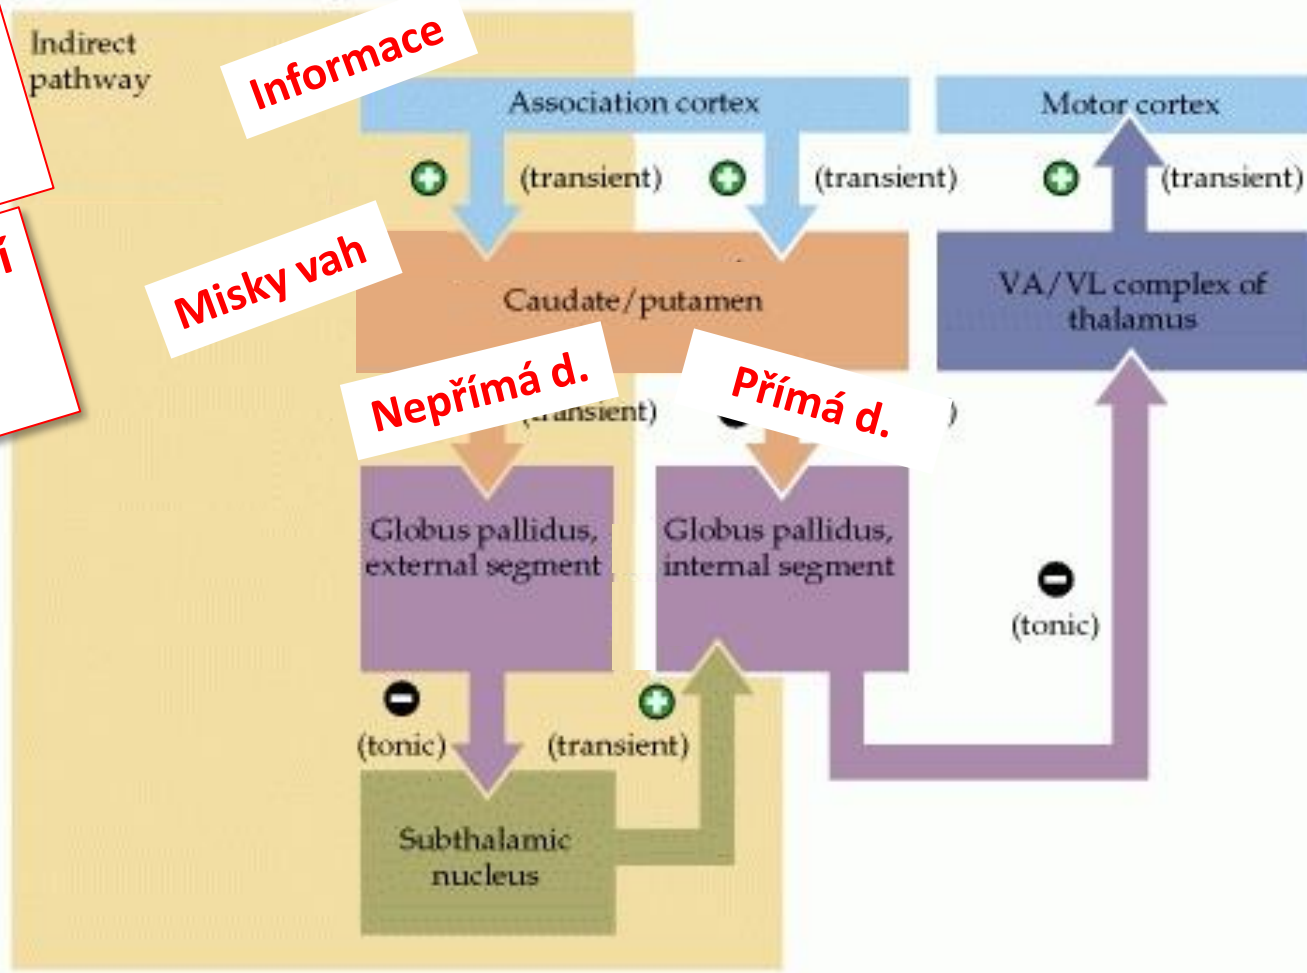 Indirect
pathway
Informace
Association cortex
Motor cortex
(transient)
(transient)
(transient)
í
Misky vah
Caudate/putamen
VA/VL complex of
thalamus
Nepřímá d.
Přímá d.
(transient)
)
Globus pallidus,
external segment
Globus pallidus,
internal segment
(tonic)
(tonic)
(transient)
Subthalamic
nucleus